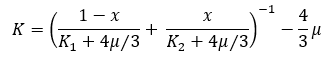 K = ( (1 − x)/(K₁ + 4μ/3) + x/(K₂ + 4μ/3) )⁻¹ − (4/3) μ